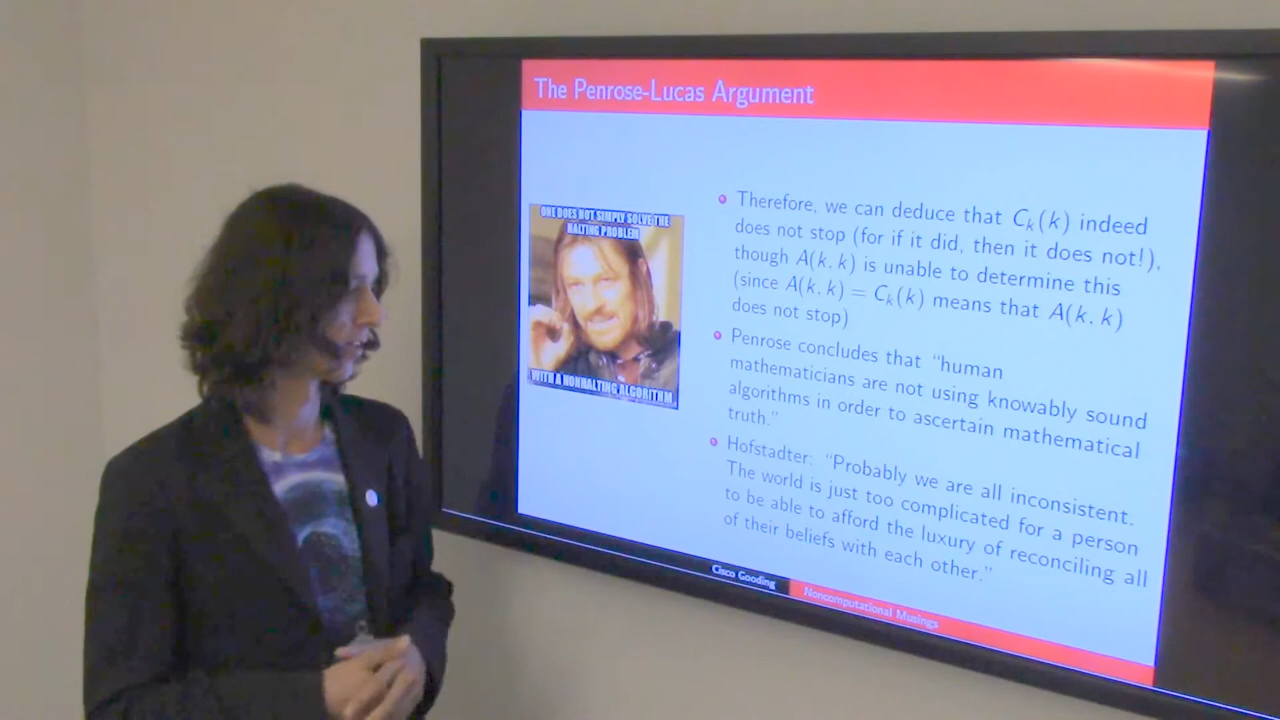 The Penrose-Lucas Argument
ONE DOES NOT SIMPLY SOLVE THE
HALTING PROBLEM
WITH A NONHALTING ALGORITHM
Therefore, we can deduce that Cₖ(k) indeed
does not stop (for if it did, then it does not!),
though A(k, k) is unable to determine this
(since A(k, k) = Cₖ(k) means that A(k, k)
does not stop)
Penrose concludes that “human
mathematicians are not using knowably sound
algorithms in order to ascertain mathematical
truth.”
Hofstadter: “Probably we are all inconsistent.
The world is just too complicated for a person
to be able to afford the luxury of reconciling all
of their beliefs with each other.”
Cisco Gooding
Noncomputational Musings